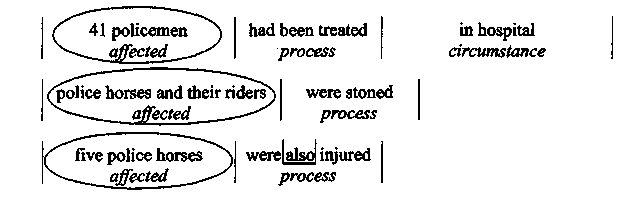 41 policemen had been treated in hospital
affected process circumstance
police horses and their riders were stoned
affected process
five police horses were also injured
affected process